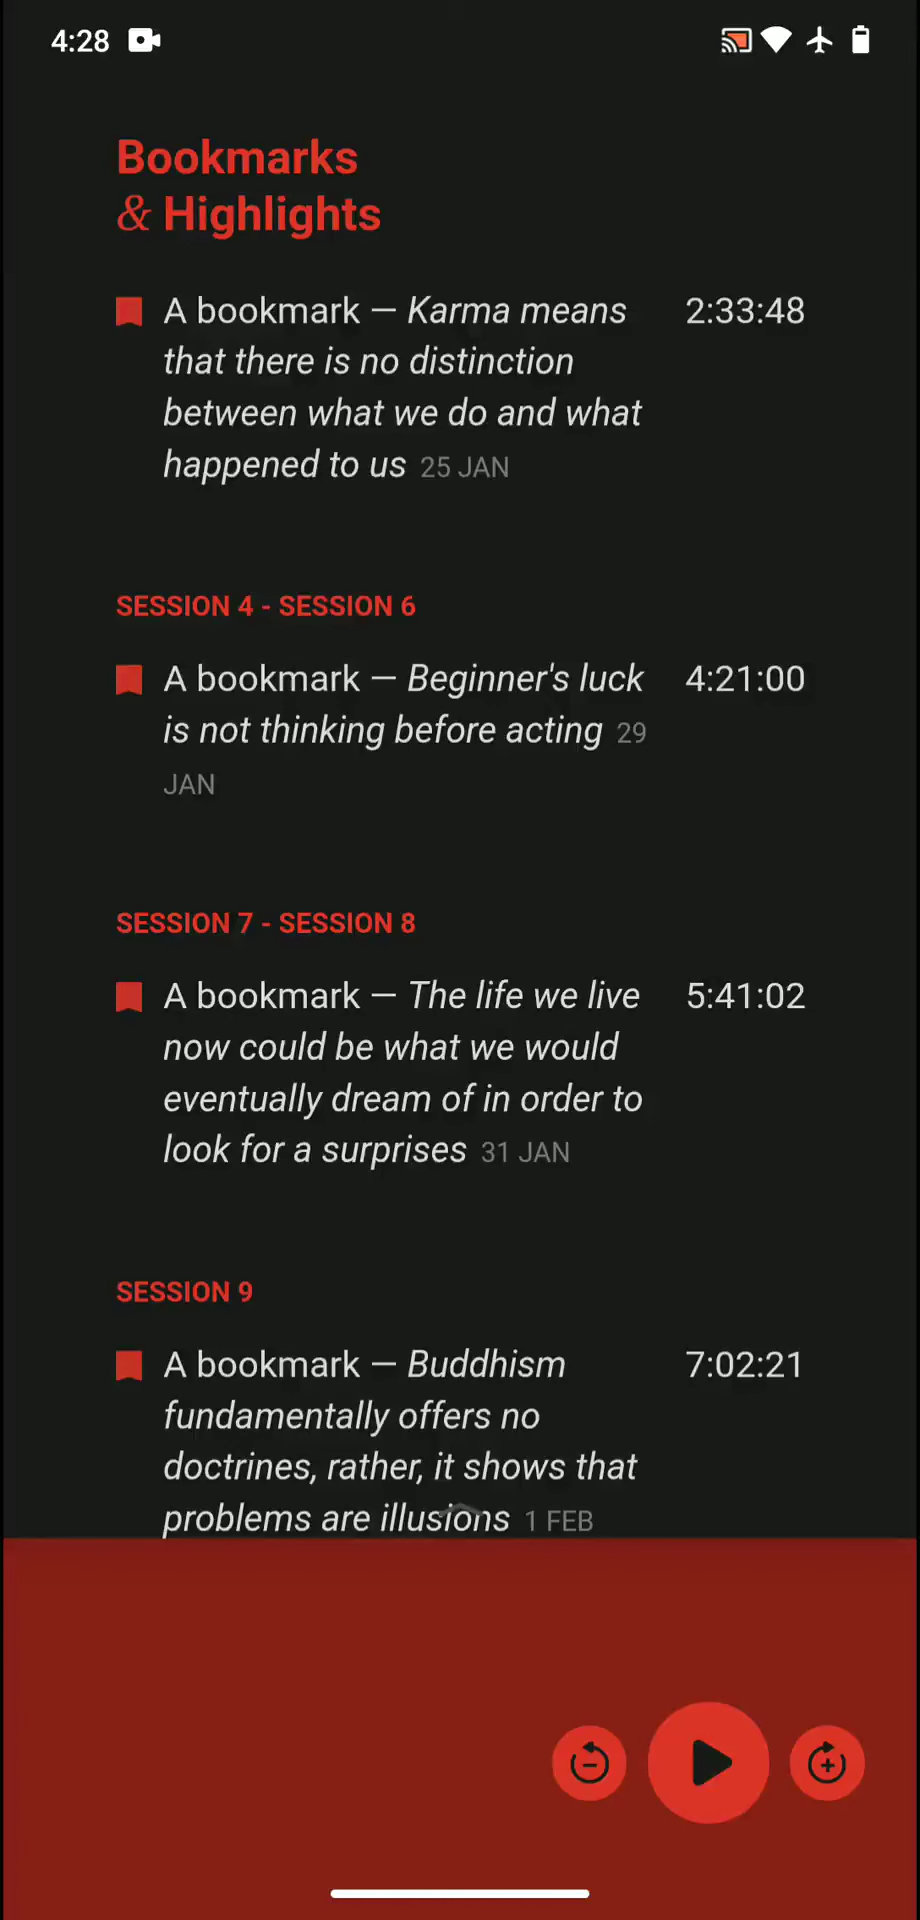 4:28
Bookmarks
& Highlights
A bookmark — Karma means 2:33:48
that there is no distinction
between what we do and what
happened to us 25 JAN
SESSION 4 - SESSION 6
A bookmark — Beginner's luck 4:21:00
is not thinking before acting 29
JAN
SESSION 7 - SESSION 8
A bookmark — The life we live 5:41:02
now could be what we would
eventually dream of in order to
look for a surprises 31 JAN
SESSION 9
A bookmark — Buddhism 7:02:21
fundamentally offers no
doctrines, rather, it shows that
problems are illusions 1 FEB